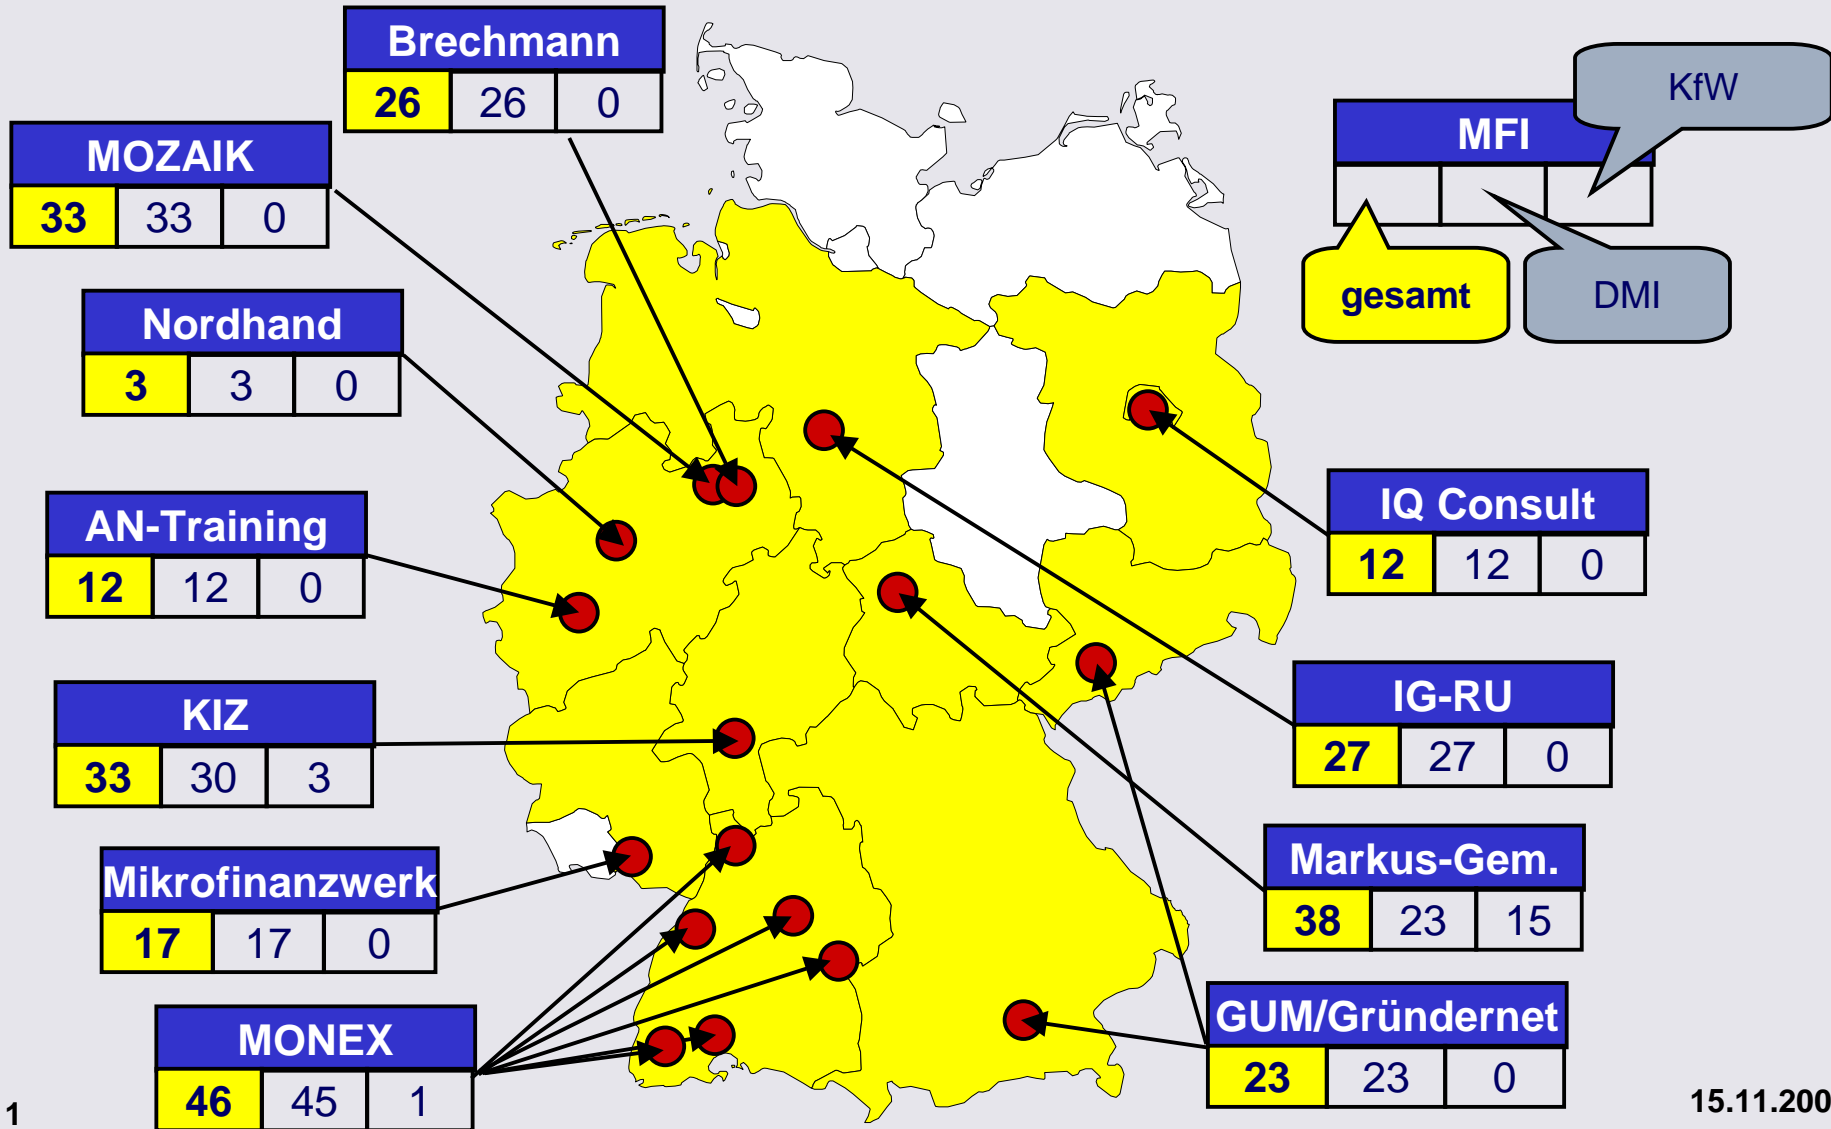 Brechmann
26 26 0
MOZAIK
33 33 0
Nordhand
3 3 0
AN-Training
12 12 0
KIZ
33 30 3
Mikrofinanzwerk
17 17 0
MONEX
46 45 1
KfW
MFI
gesamt
DMI
IQ Consult
12 12 0
IG-RU
27 27 0
Markus-Gem.
38 23 15
GUM/Gründernet
23 23 0
1
15.11.200